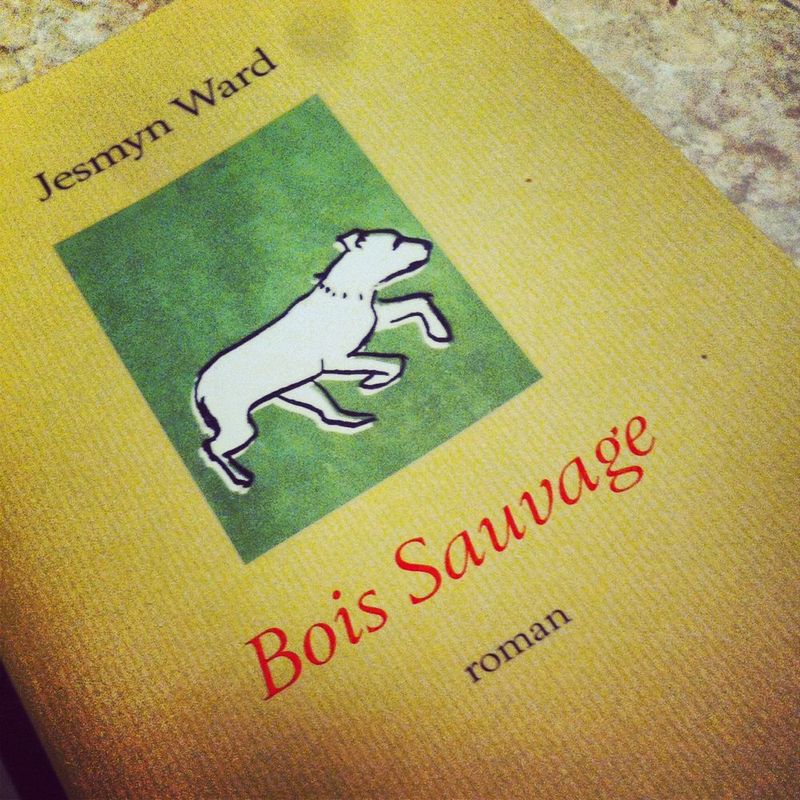 Jesmyn Ward
Bois Sauvage
roman